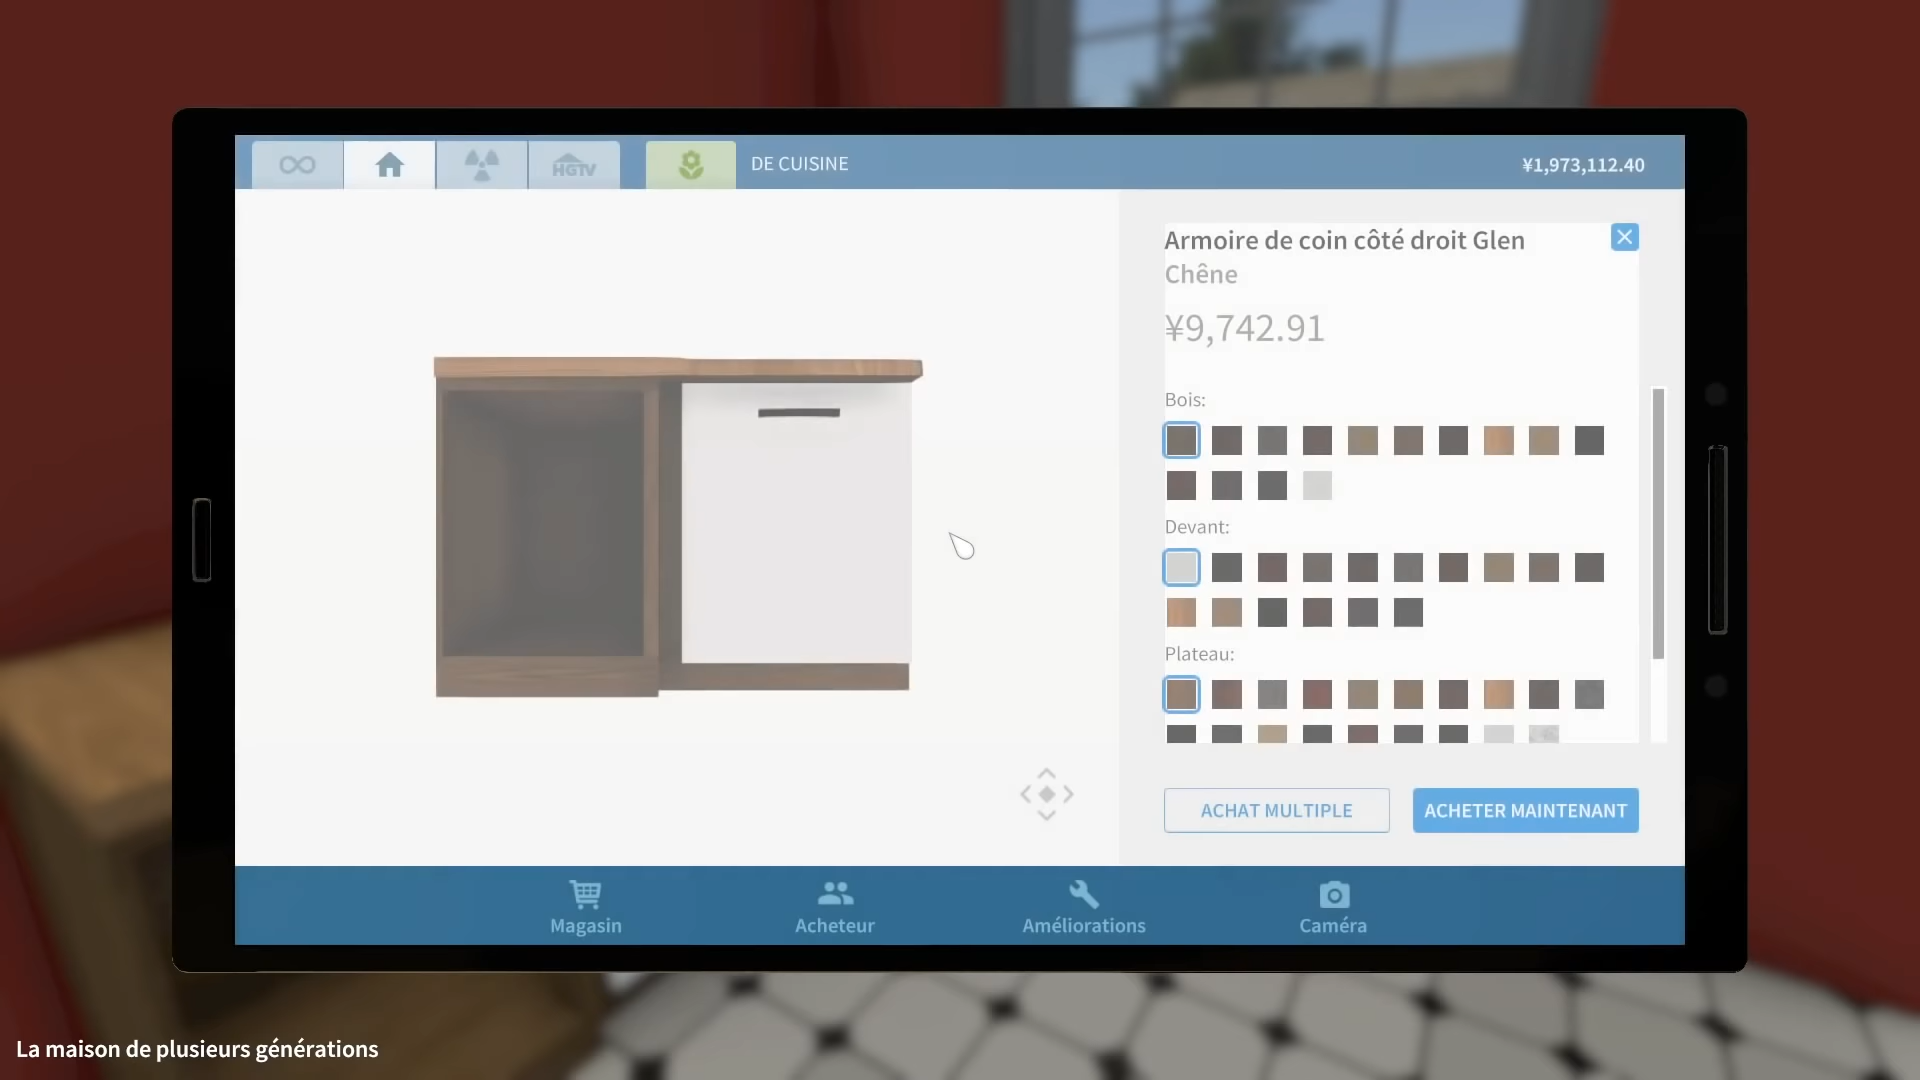 HGTV
DE CUISINE
¥1,973,112.40
Armoire de coin côté droit Glen
Chêne
¥9,742.91
Bois:
Devant:
Plateau:
ACHAT MULTIPLE
ACHETER MAINTENANT
Magasin
Acheteur
Améliorations
Caméra
La maison de plusieurs générations